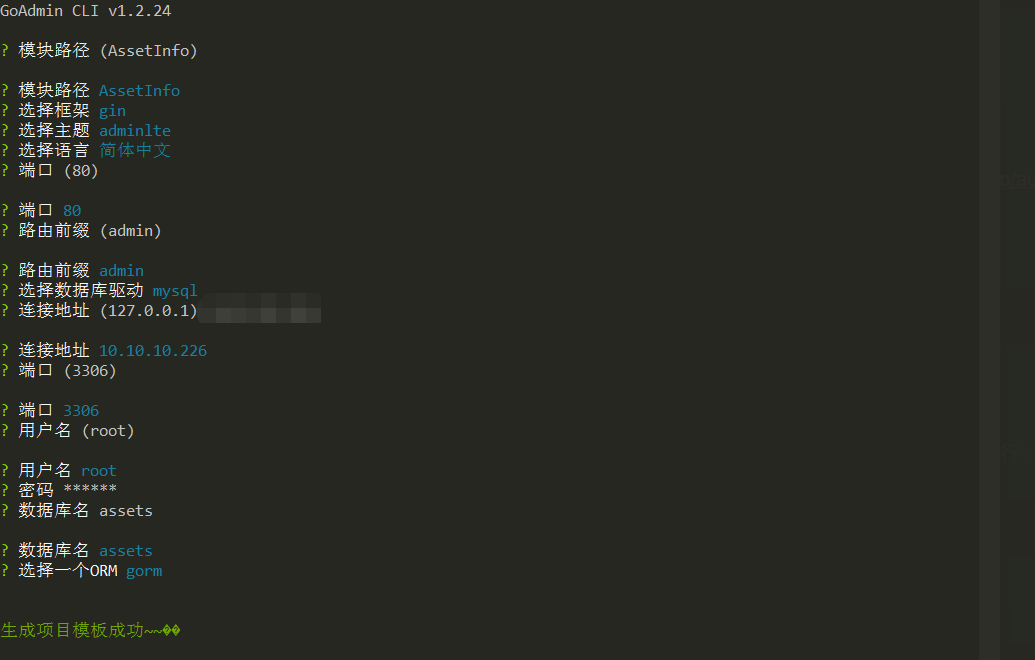 GoAdmin CLI v1.2.24
? 模块路径 (AssetInfo)
? 模块路径 AssetInfo
? 选择框架 gin
? 选择主题 adminlte
? 选择语言 简体中文
? 端口 (80)
? 端口 80
? 路由前缀 (admin)
? 路由前缀 admin
? 选择数据库驱动 mysql
? 连接地址 (127.0.0.1)
? 连接地址 10.10.10.226
? 端口 (3306)
? 端口 3306
? 用户名 (root)
? 用户名 root
? 密码 ******
? 数据库名 assets
? 数据库名 assets
? 选择一个ORM gorm
生成项目模板成功~~��